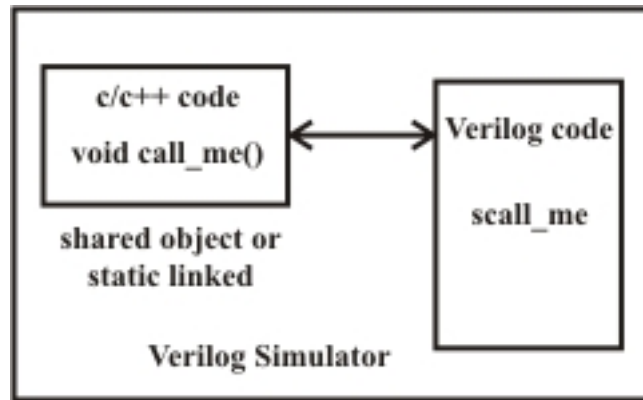 c/c++ code
void call_me()
shared object or
static linked
Verilog code
scall_me
Verilog Simulator